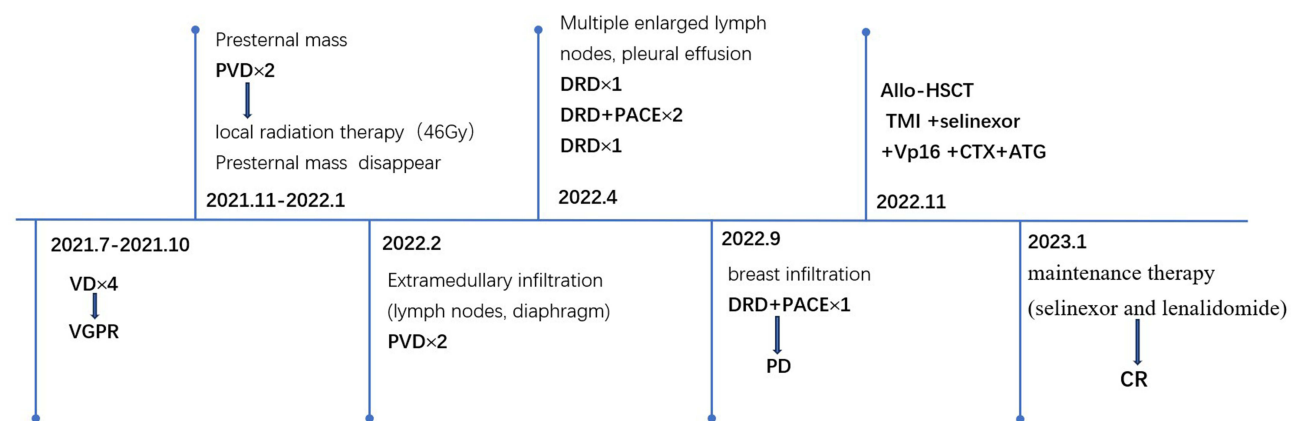 2021.7-2021.10
VD×4
VGPR
Presternal mass
PVD×2
local radiation therapy（46Gy）
Presternal mass disappear
2021.11-2022.1
2022.2
Extramedullary infiltration
(lymph nodes, diaphragm)
PVD×2
Multiple enlarged lymph
nodes, pleural effusion
DRD×1
DRD+PACE×2
DRD×1
2022.4
2022.9
breast infiltration
DRD+PACE×1
PD
Allo-HSCT
TMI +selinexor
+Vp16 +CTX+ATG
2022.11
2023.1
maintenance therapy
(selinexor and lenalidomide)
CR